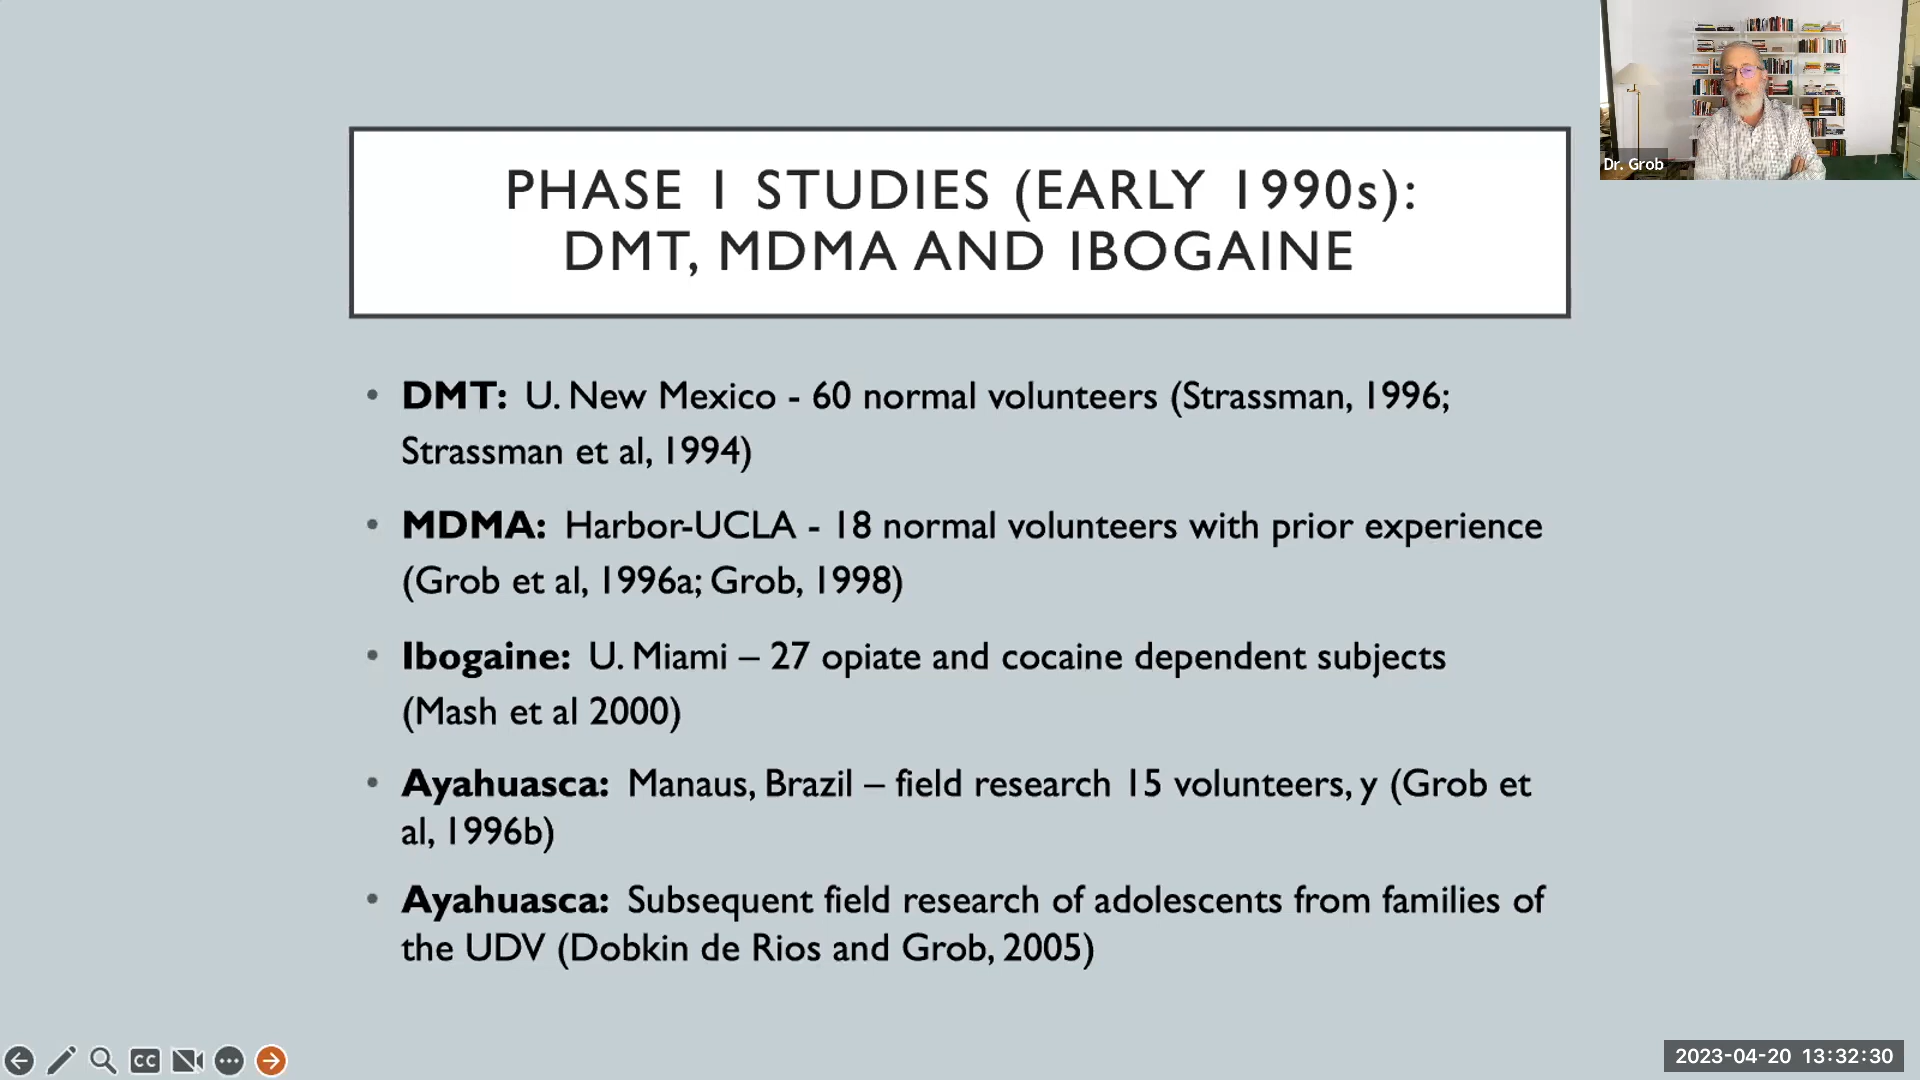 PHASE 1 STUDIES (EARLY 1990s):
DMT, MDMA AND IBOGAINE
Dr. Grob
• DMT: U. New Mexico - 60 normal volunteers (Strassman, 1996;
Strassman et al, 1994)
• MDMA: Harbor-UCLA - 18 normal volunteers with prior experience
(Grob et al, 1996a; Grob, 1998)
• Ibogaine: U. Miami – 27 opiate and cocaine dependent subjects
(Mash et al 2000)
• Ayahuasca: Manaus, Brazil – field research 15 volunteers, y (Grob et
al, 1996b)
• Ayahuasca: Subsequent field research of adolescents from families of
the UDV (Dobkin de Rios and Grob, 2005)
CC
2023-04-20 13:32:30